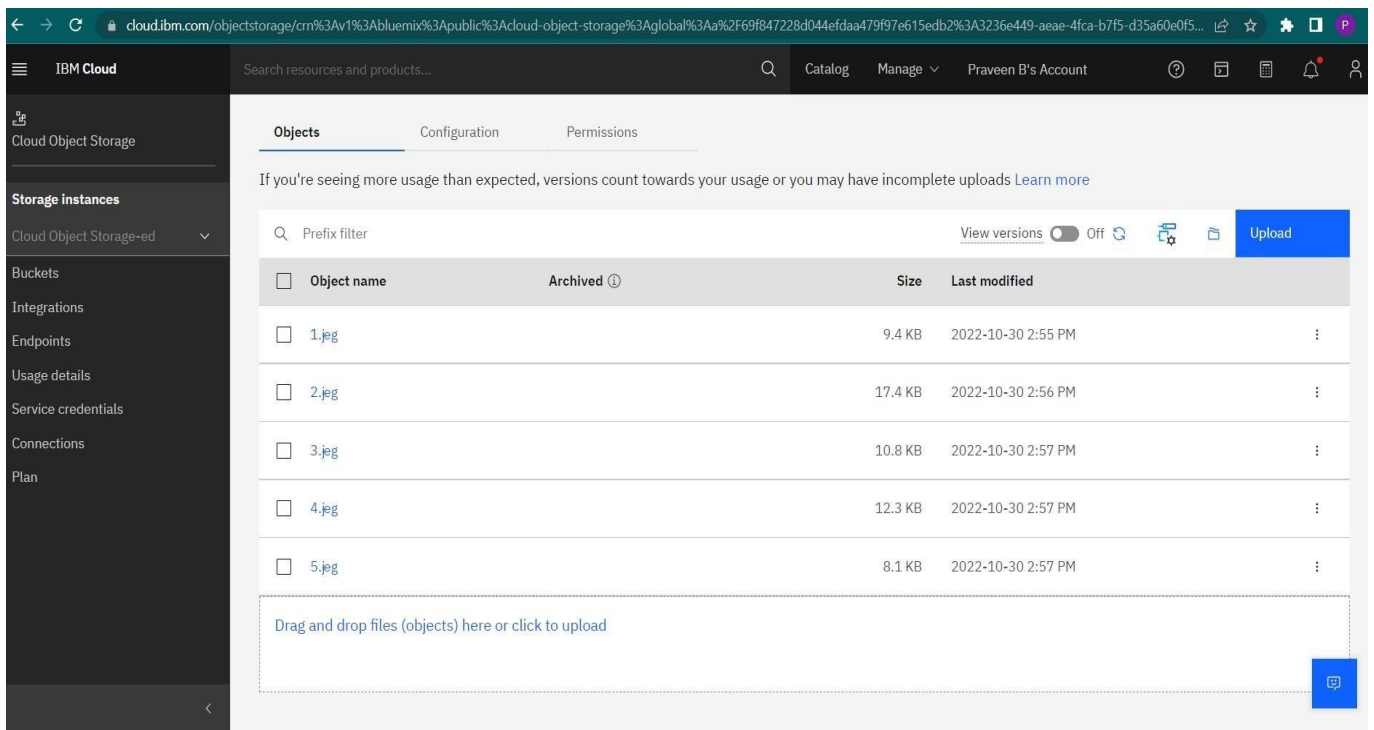 cloud.ibm.com/objectstorage/crn%3Av1%3Abluemix%3Apublic%3Acloud-object-storage%3Aglobal%3Aa%2F69f847228d044efdaa479f97e615edb2%3A3236e449-aeae-4fca-b7f5-d35a60e0f5... P
IBM Cloud Search resources and products... Catalog Manage Praveen B's Account
Cloud Object Storage
Storage instances
Cloud Object Storage-ed
Buckets
Integrations
Endpoints
Usage details
Service credentials
Connections
Plan
Objects Configuration Permissions
If you're seeing more usage than expected, versions count towards your usage or you may have incomplete uploads Learn more
Prefix filter View versions Off Upload
Object name Archived Size Last modified
1.jeg 9.4 KB 2022-10-30 2:55 PM
2.jeg 17.4 KB 2022-10-30 2:56 PM
3.jeg 10.8 KB 2022-10-30 2:57 PM
4.jeg 12.3 KB 2022-10-30 2:57 PM
5.jeg 8.1 KB 2022-10-30 2:57 PM
Drag and drop files (objects) here or click to upload